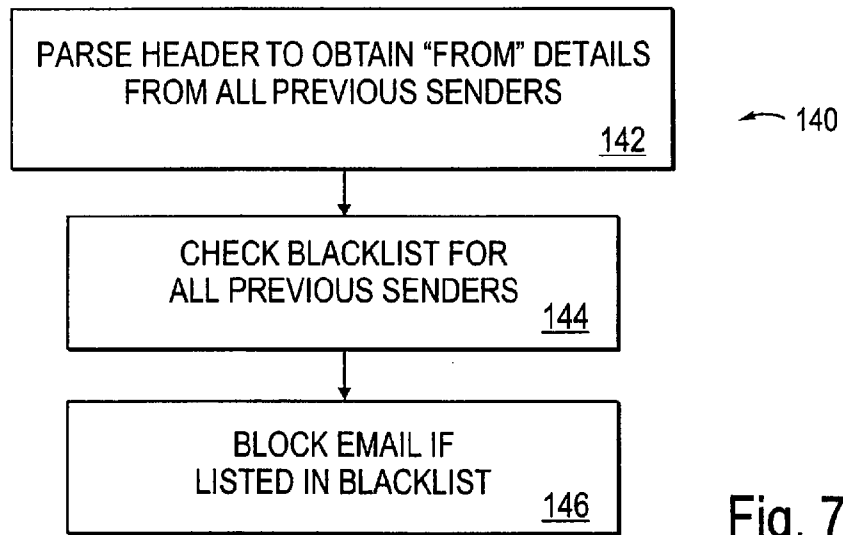 PARSE HEADER TO OBTAIN “FROM” DETAILS
FROM ALL PREVIOUS SENDERS
142
140
CHECK BLACKLIST FOR
ALL PREVIOUS SENDERS
144
BLOCK EMAIL IF
LISTED IN BLACKLIST
146
Fig. 7